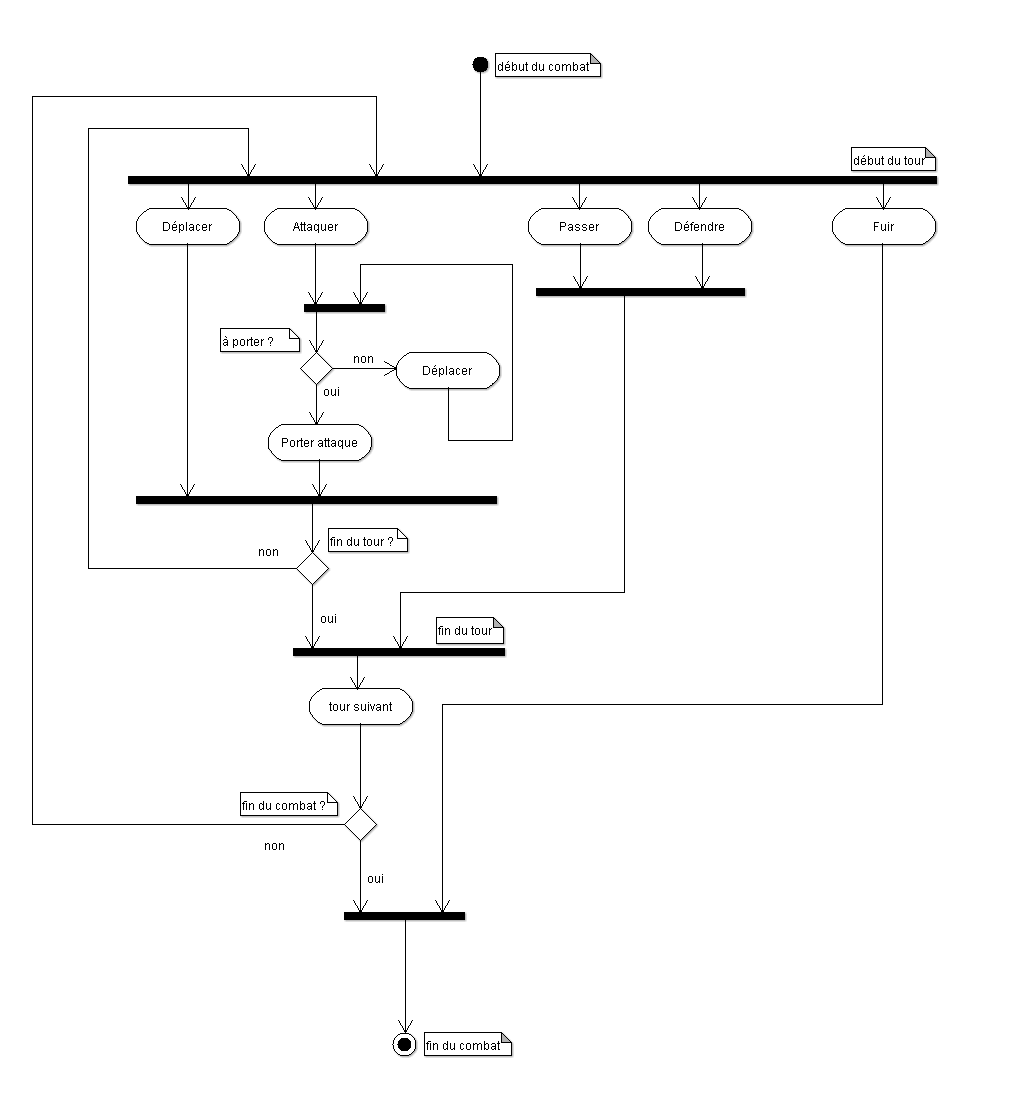 début du combat
début du tour
Déplacer
Attaquer
Passer
Défendre
Fuir
à porter ?
non
Déplacer
oui
Porter attaque
fin du tour ?
non
oui
fin du tour
tour suivant
fin du combat ?
non
oui
fin du combat